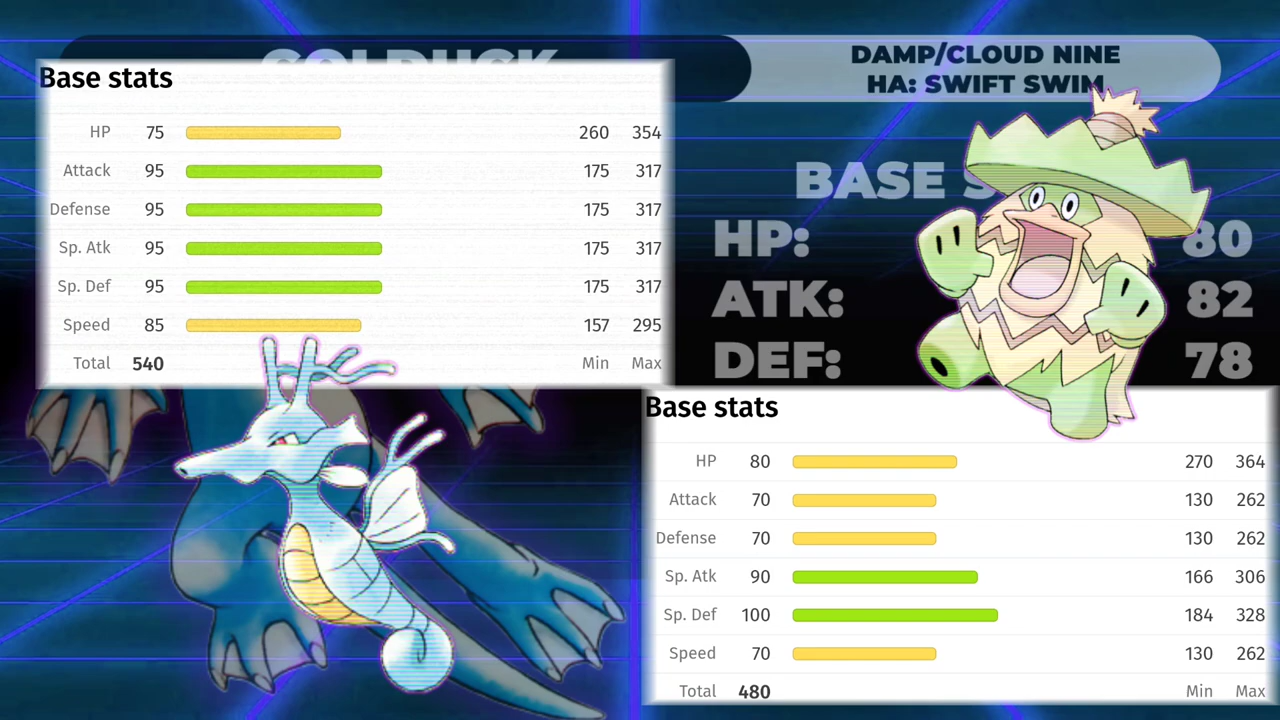 GOLDUCK
DAMP/CLOUD NINE
HA: SWIFT SWIM
Base stats
HP 75 260 354
Attack 95 175 317
Defense 95 175 317
Sp. Atk 95 175 317
Sp. Def 95 175 317
Speed 85 157 295
Total 540 Min Max
BASE S
HP: 80
ATK: 82
DEF: 78
Base stats
HP 80 270 364
Attack 70 130 262
Defense 70 130 262
Sp. Atk 90 166 306
Sp. Def 100 184 328
Speed 70 130 262
Total 480 Min Max